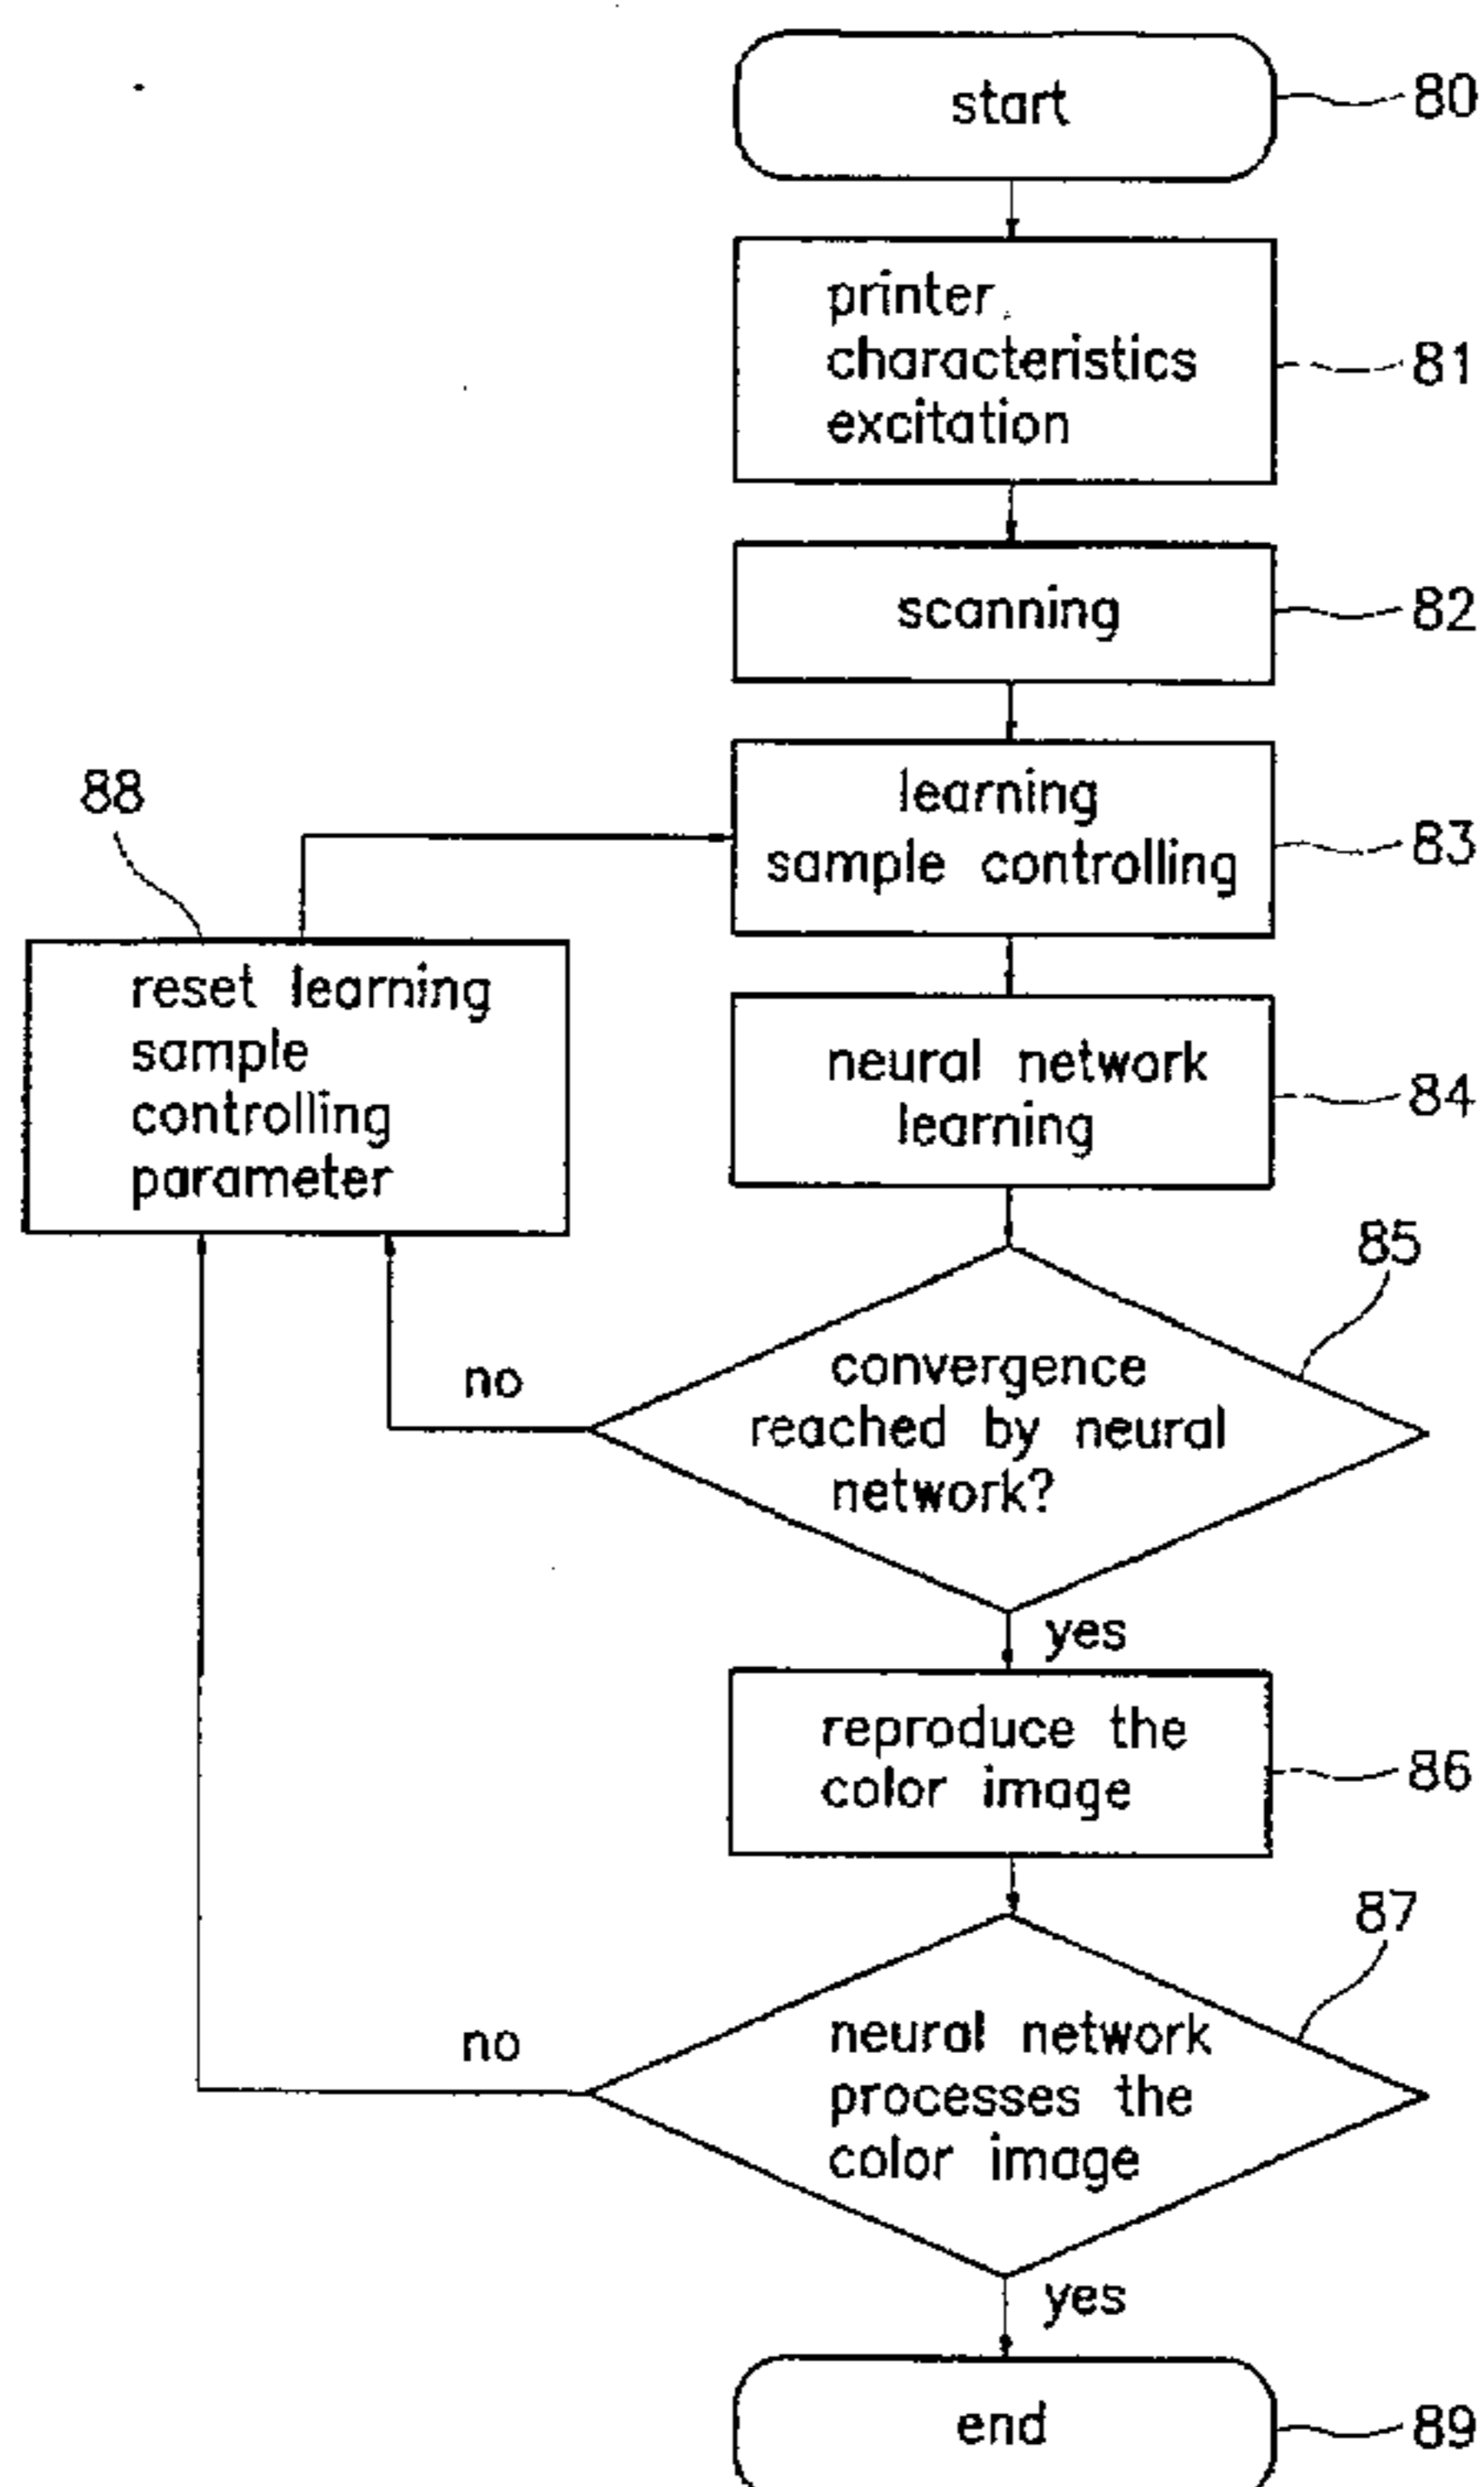 start
80
printer
characteristics
excitation
81
scanning
82
learning
sample controlling
83
88
reset learning
sample
controlling
parameter
neural network
learning
84
85
convergence
reached by neural
network?
no
yes
reproduce the
color image
86
87
neural network
processes the
color image
no
yes
end
89